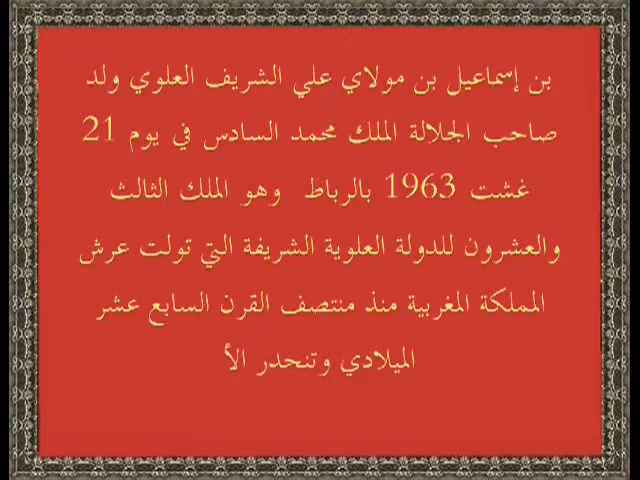 بن إسماعيل بن مولاي علي الشريف العلوي ولد
صاحب الجلالة الملك محمد السادس في يوم 21
غشت 1963 بالرباط وهو الملك الثالث
والعشرون للدولة العلوية الشريفة التي تولت عرش
المملكة المغربية منذ منتصف القرن السابع عشر
الميلادي وتنحدر الأ